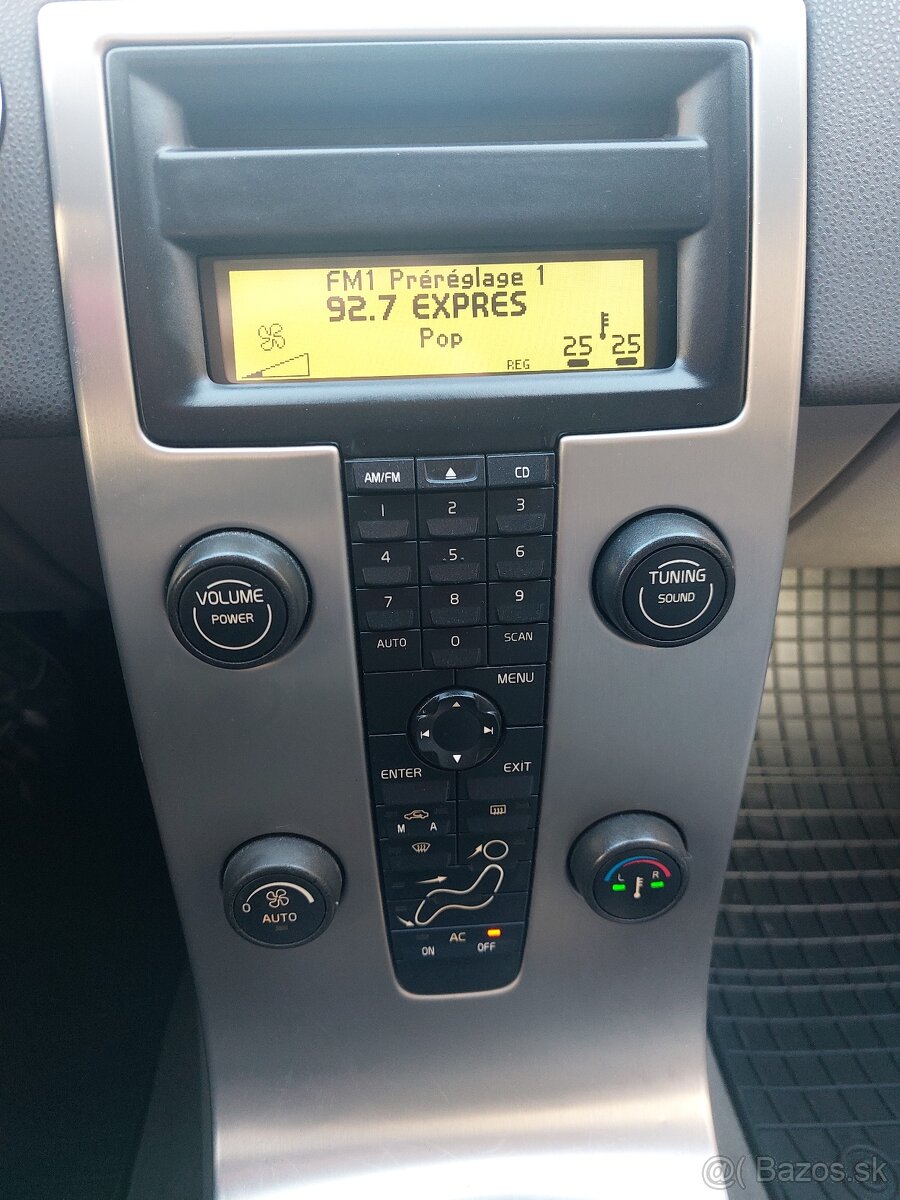 FM1 Préréglage 1
92.7 EXPRES
Pop
REG 25 25
AM/FM CD
1 2 3
4 5 6
7 8 9
AUTO 0 SCAN
VOLUME
POWER
TUNING
SOUND
MENU
ENTER EXIT
M A
0 AUTO
L R
ON AC OFF
@( Bazos.sk